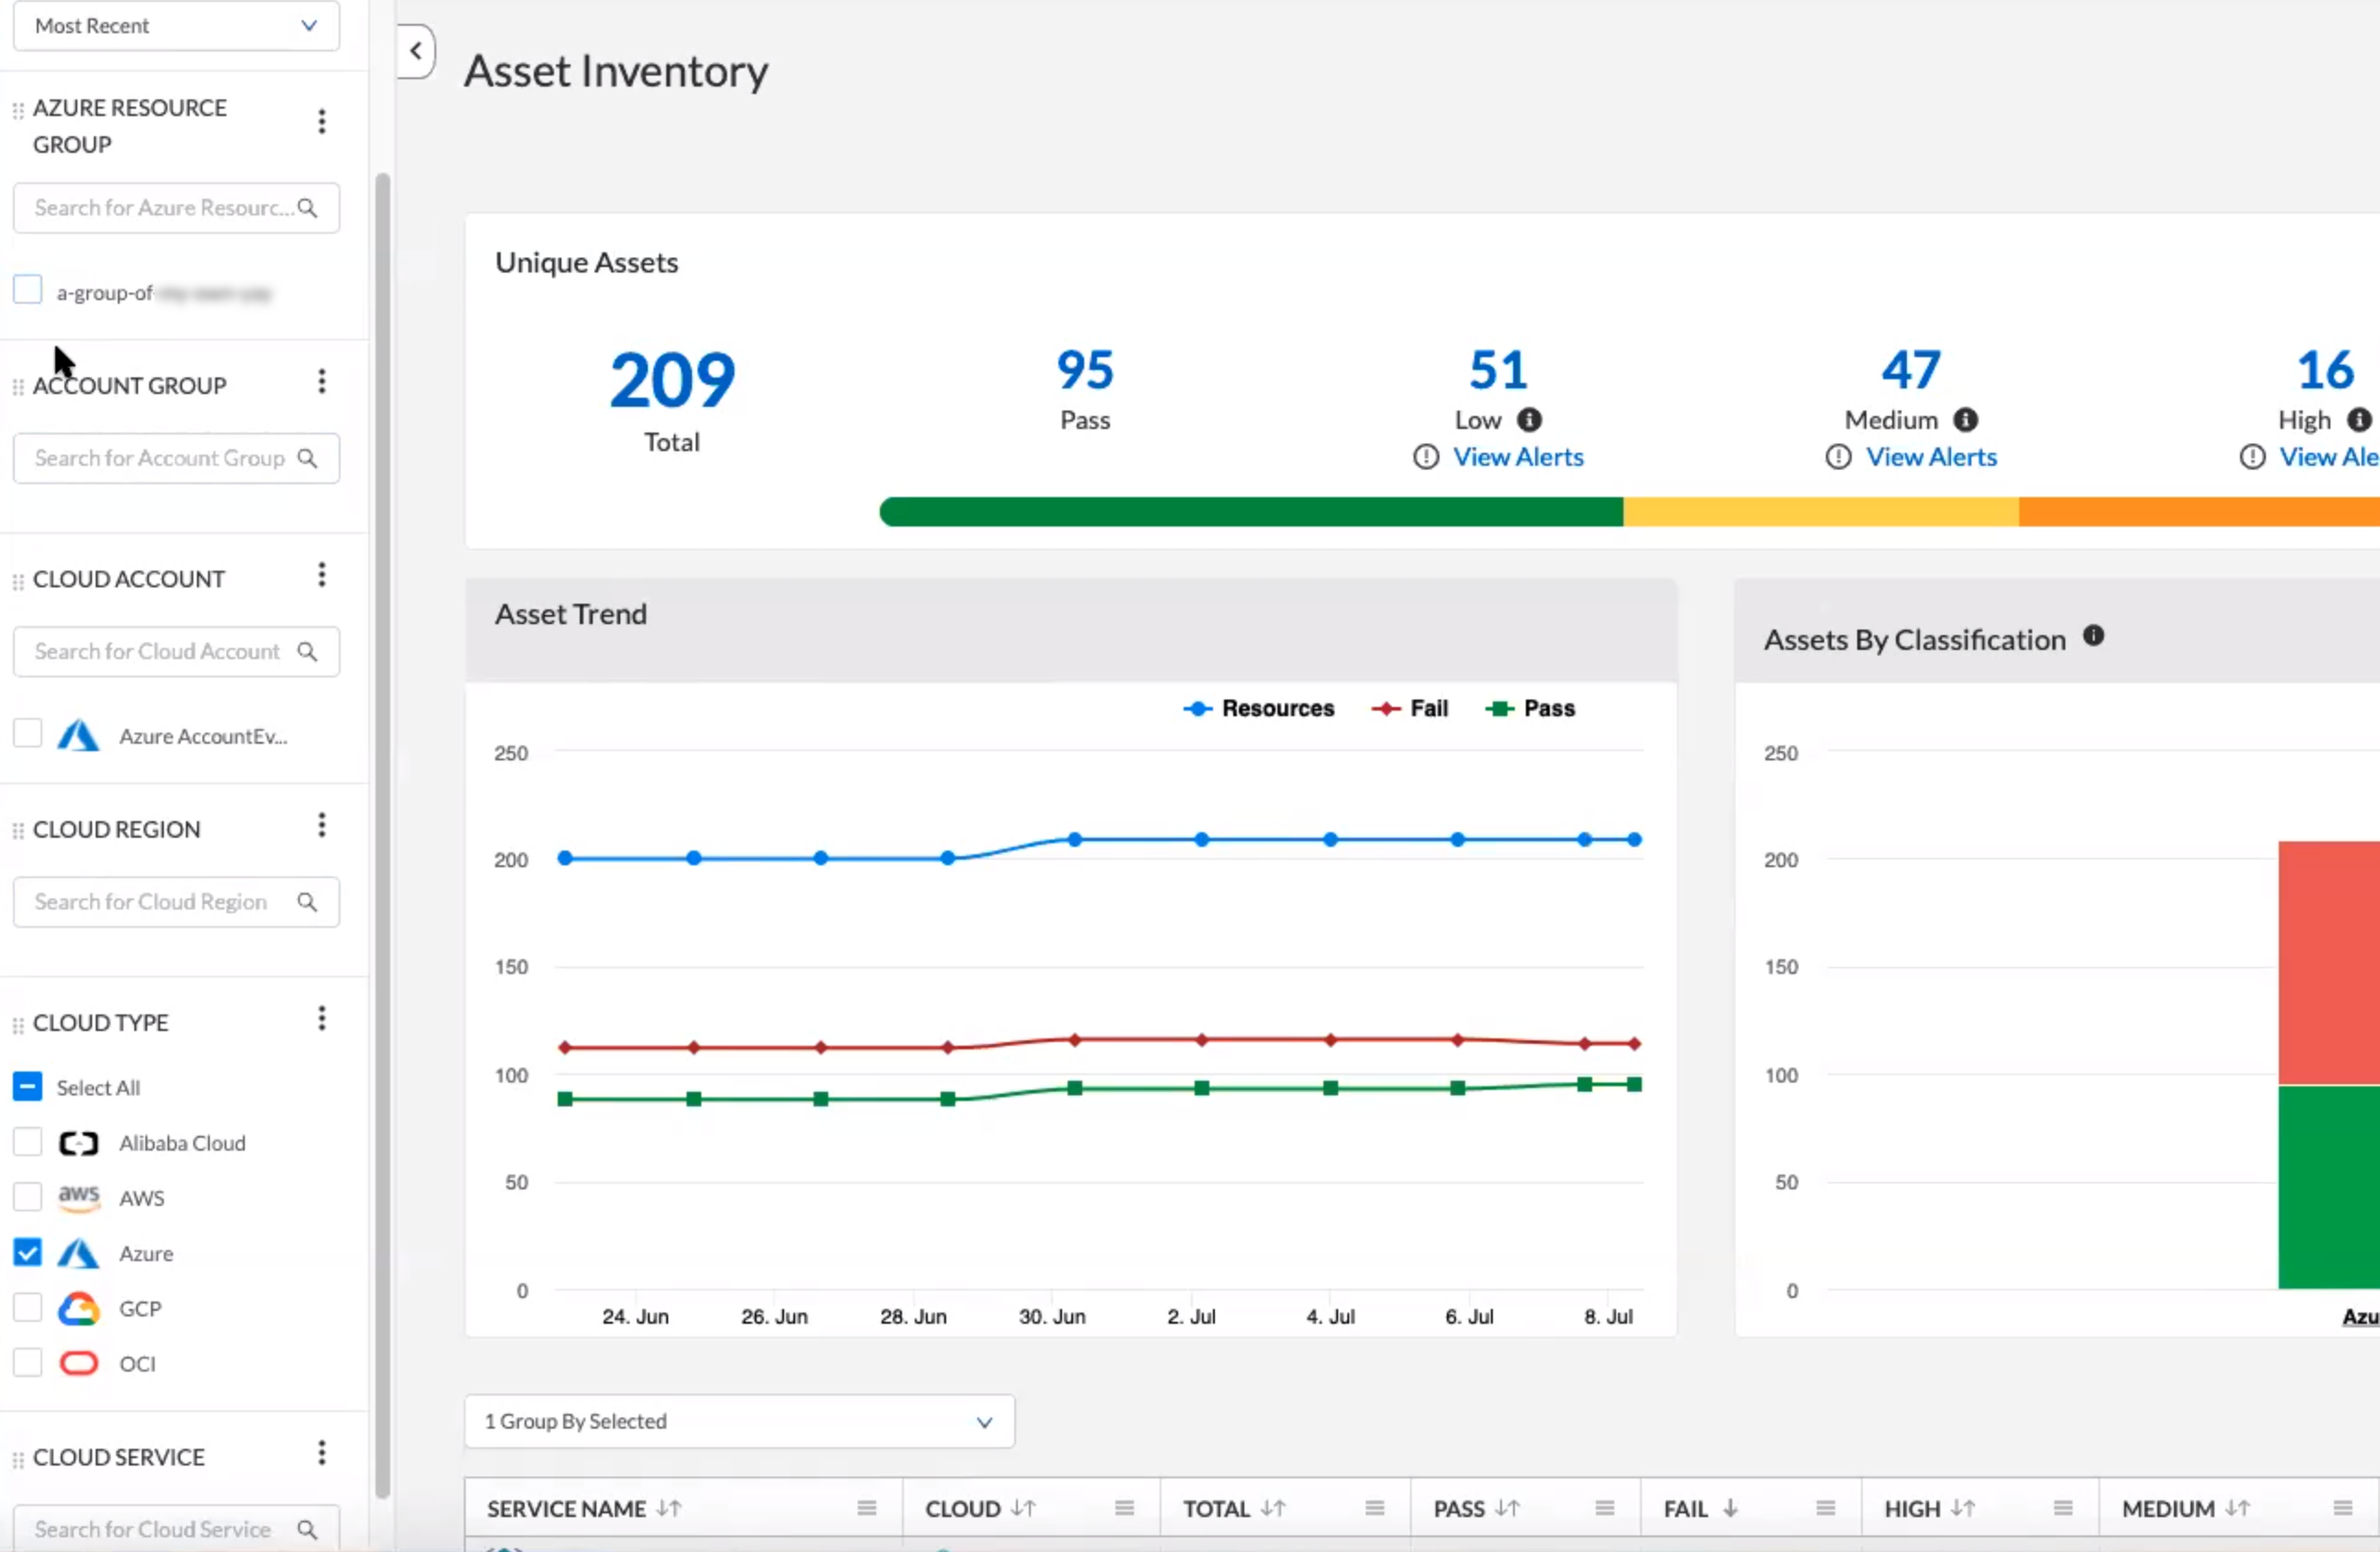 Most Recent
AZURE RESOURCE
GROUP
Search for Azure Resourc...
a-group-of-
ACCOUNT GROUP
Search for Account Group
CLOUD ACCOUNT
Search for Cloud Account
Azure AccountEv...
CLOUD REGION
Search for Cloud Region
CLOUD TYPE
Select All
Alibaba Cloud
aws AWS
Azure
GCP
OCI
CLOUD SERVICE
Search for Cloud Service
Asset Inventory
Unique Assets
209
Total
95
Pass
51
Low
View Alerts
47
Medium
View Alerts
16
High
View Ale
Asset Trend
Resources Fail Pass
250
200
150
100
50
0
24. Jun 26. Jun 28. Jun 30. Jun 2. Jul 4. Jul 6. Jul 8. Jul
Assets By Classification
250
200
150
100
50
0
Azu
1 Group By Selected
SERVICE NAME CLOUD TOTAL PASS FAIL HIGH MEDIUM